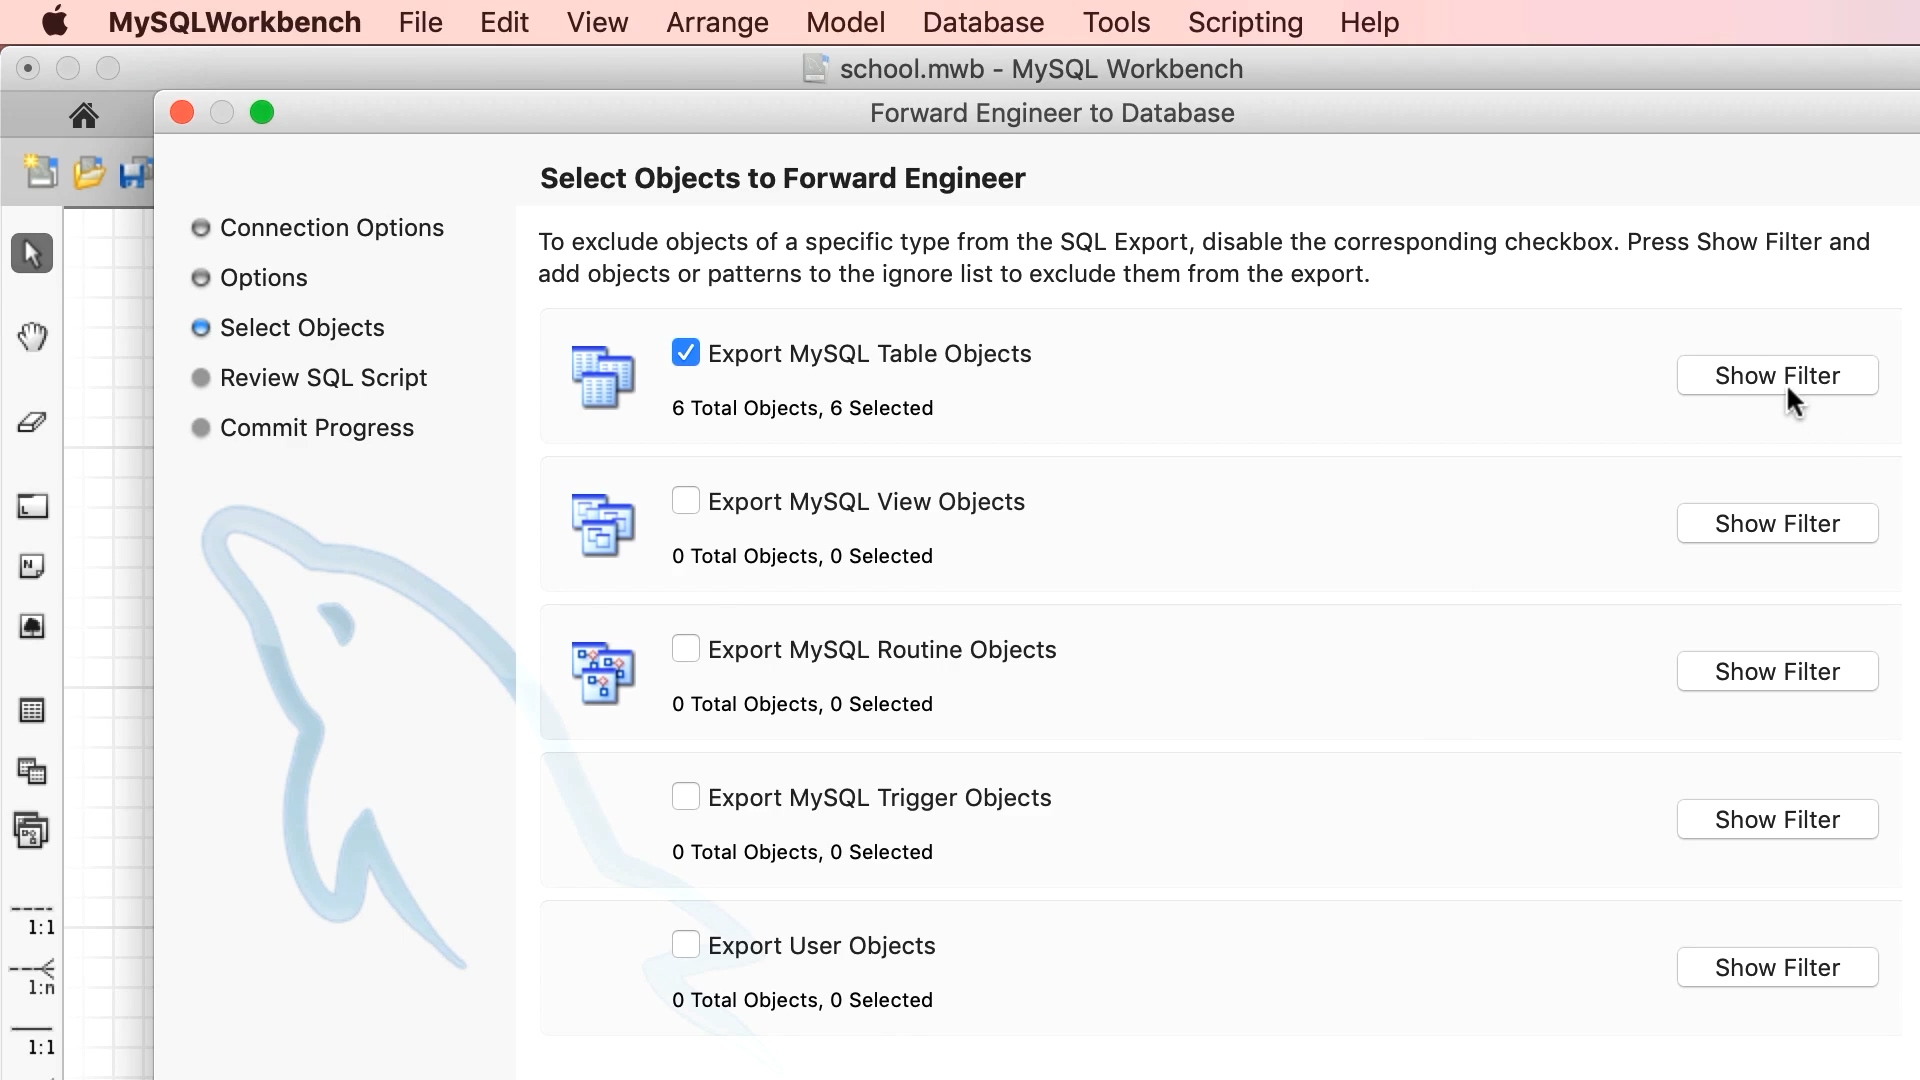 MySQLWorkbench File Edit View Arrange Model Database Tools Scripting Help
school.mwb - MySQL Workbench
Forward Engineer to Database
Select Objects to Forward Engineer
Connection Options
Options
Select Objects
Review SQL Script
Commit Progress
To exclude objects of a specific type from the SQL Export, disable the corresponding checkbox. Press Show Filter and
add objects or patterns to the ignore list to exclude them from the export.
Export MySQL Table Objects
6 Total Objects, 6 Selected
Show Filter
Export MySQL View Objects
0 Total Objects, 0 Selected
Show Filter
Export MySQL Routine Objects
0 Total Objects, 0 Selected
Show Filter
Export MySQL Trigger Objects
0 Total Objects, 0 Selected
Show Filter
Export User Objects
0 Total Objects, 0 Selected
Show Filter
L
N
1:1
1:n
1:1